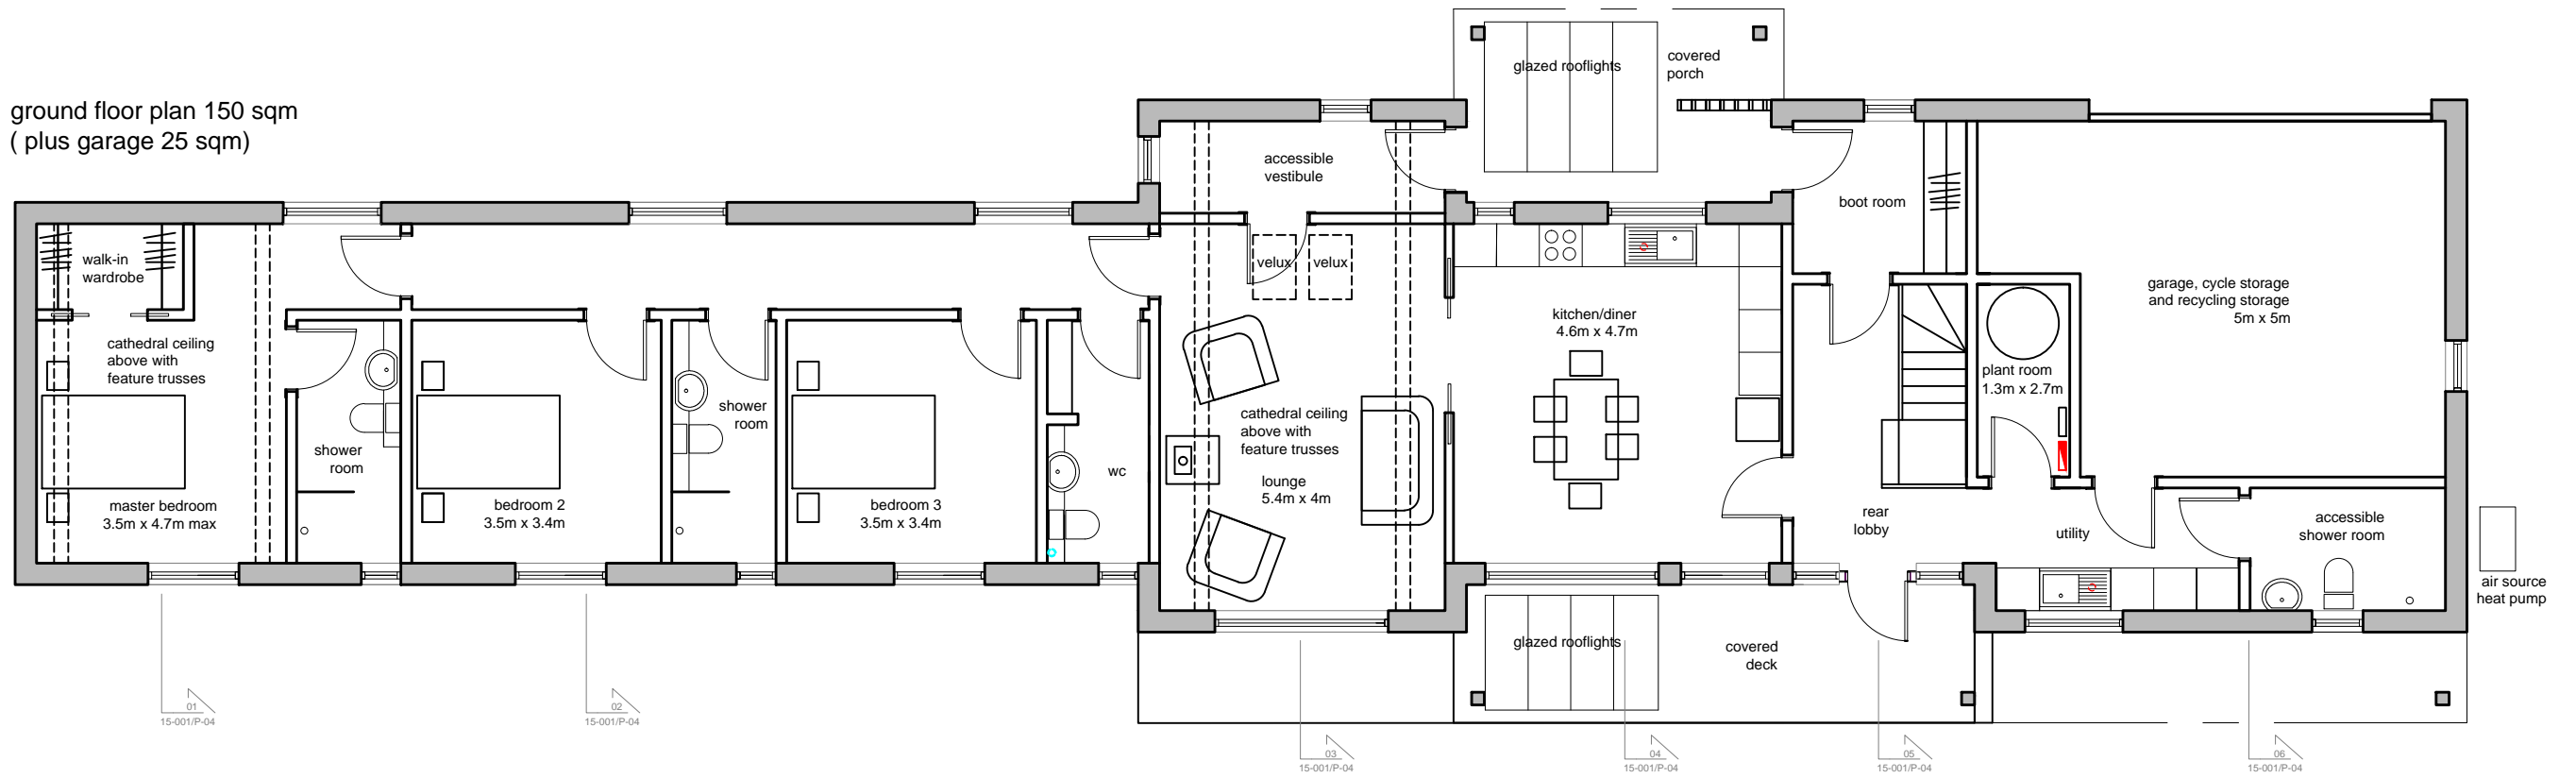 ground floor plan 150 sqm
( plus garage 25 sqm)
glazed rooflights
covered
porch
accessible
vestibule
boot room
walk-in
wardrobe
velux
velux
garage, cycle storage
and recycling storage
5m x 5m
kitchen/diner
4.6m x 4.7m
cathedral ceiling
above with
feature trusses
plant room
1.3m x 2.7m
shower
room
cathedral ceiling
above with
feature trusses
shower
room
wc
lounge
5.4m x 4m
master bedroom
3.5m x 4.7m max
bedroom 2
3.5m x 3.4m
bedroom 3
3.5m x 3.4m
rear
lobby
utility
accessible
shower room
air source
heat pump
glazed rooflights
covered
deck
01
15-001/P-04
02
15-001/P-04
03
15-001/P-04
04
15-001/P-04
05
15-001/P-04
06
15-001/P-04